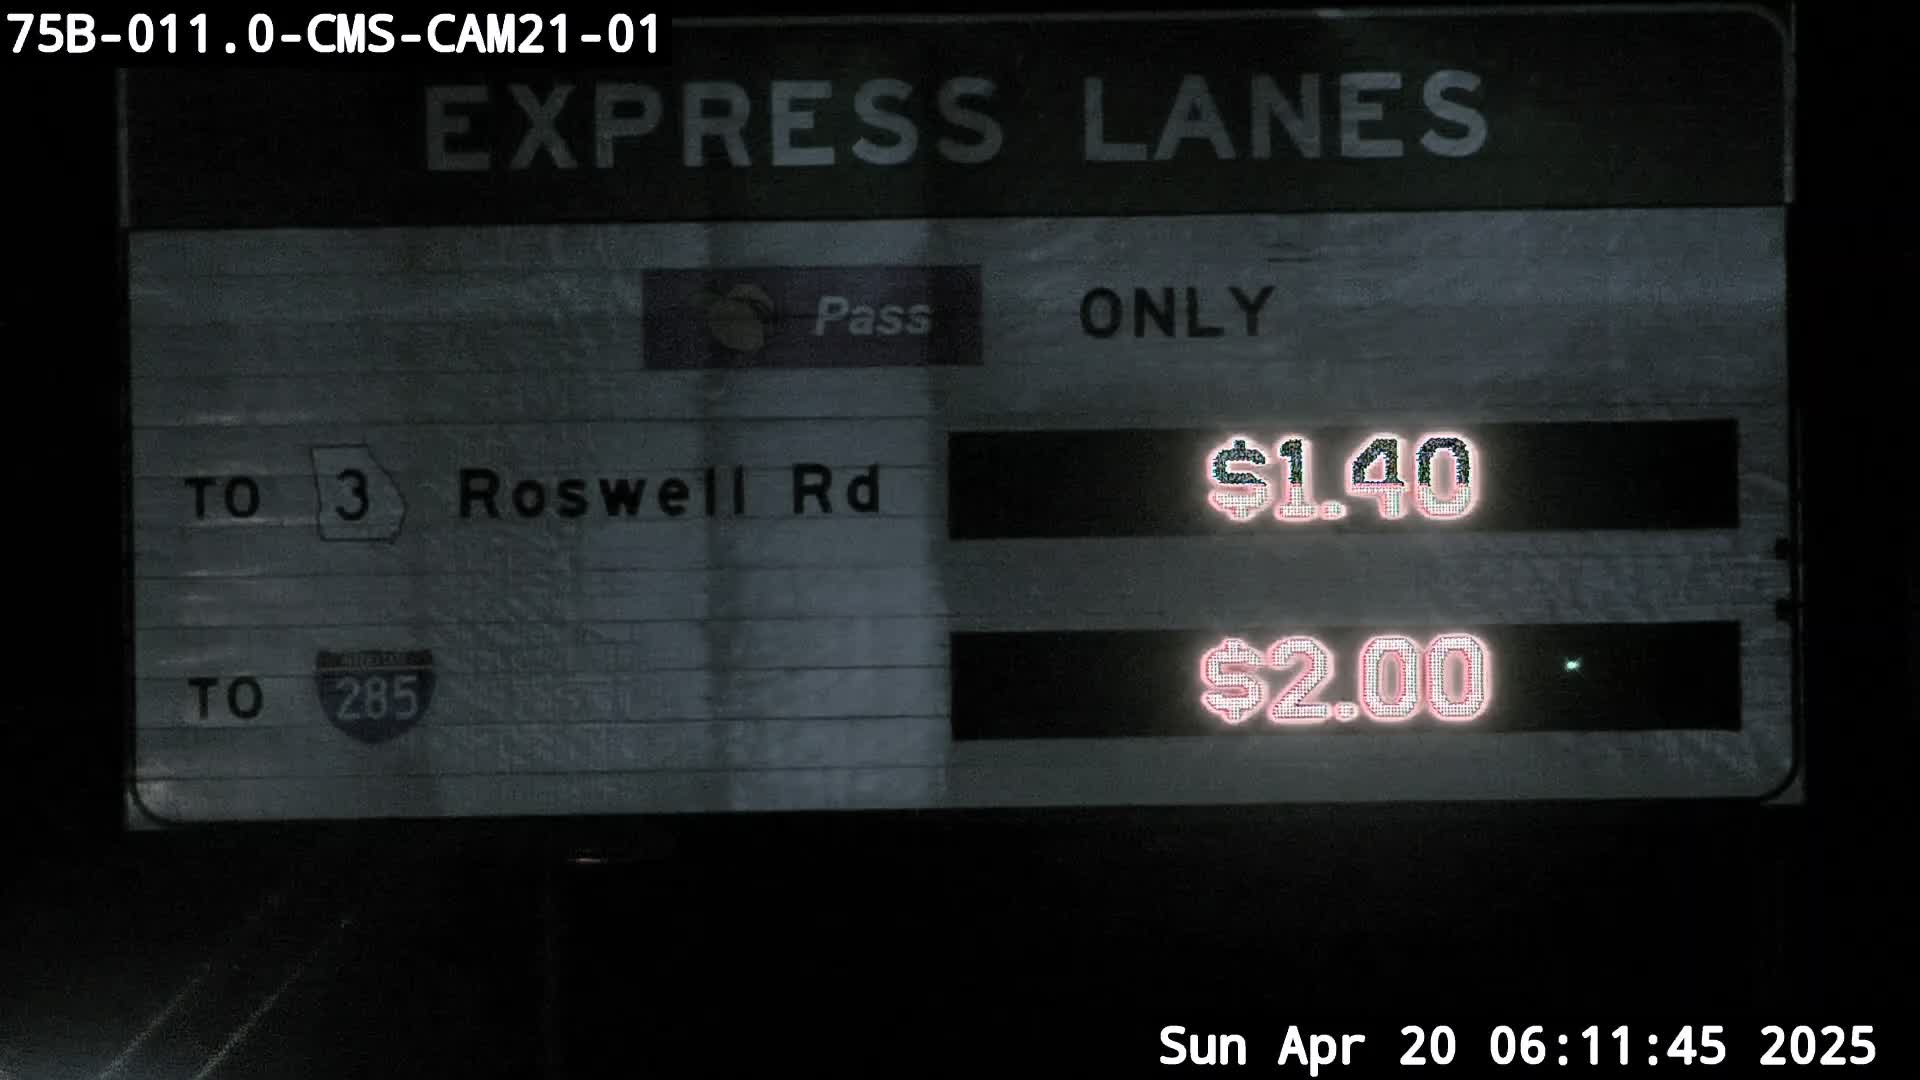 75B-011.0-CMS-CAM21-01
EXPRESS LANES
Pass ONLY
TO 3 Roswell Rd $1.40
TO INTERSTATE 285 $2.00
Sun Apr 20 06:11:45 2025